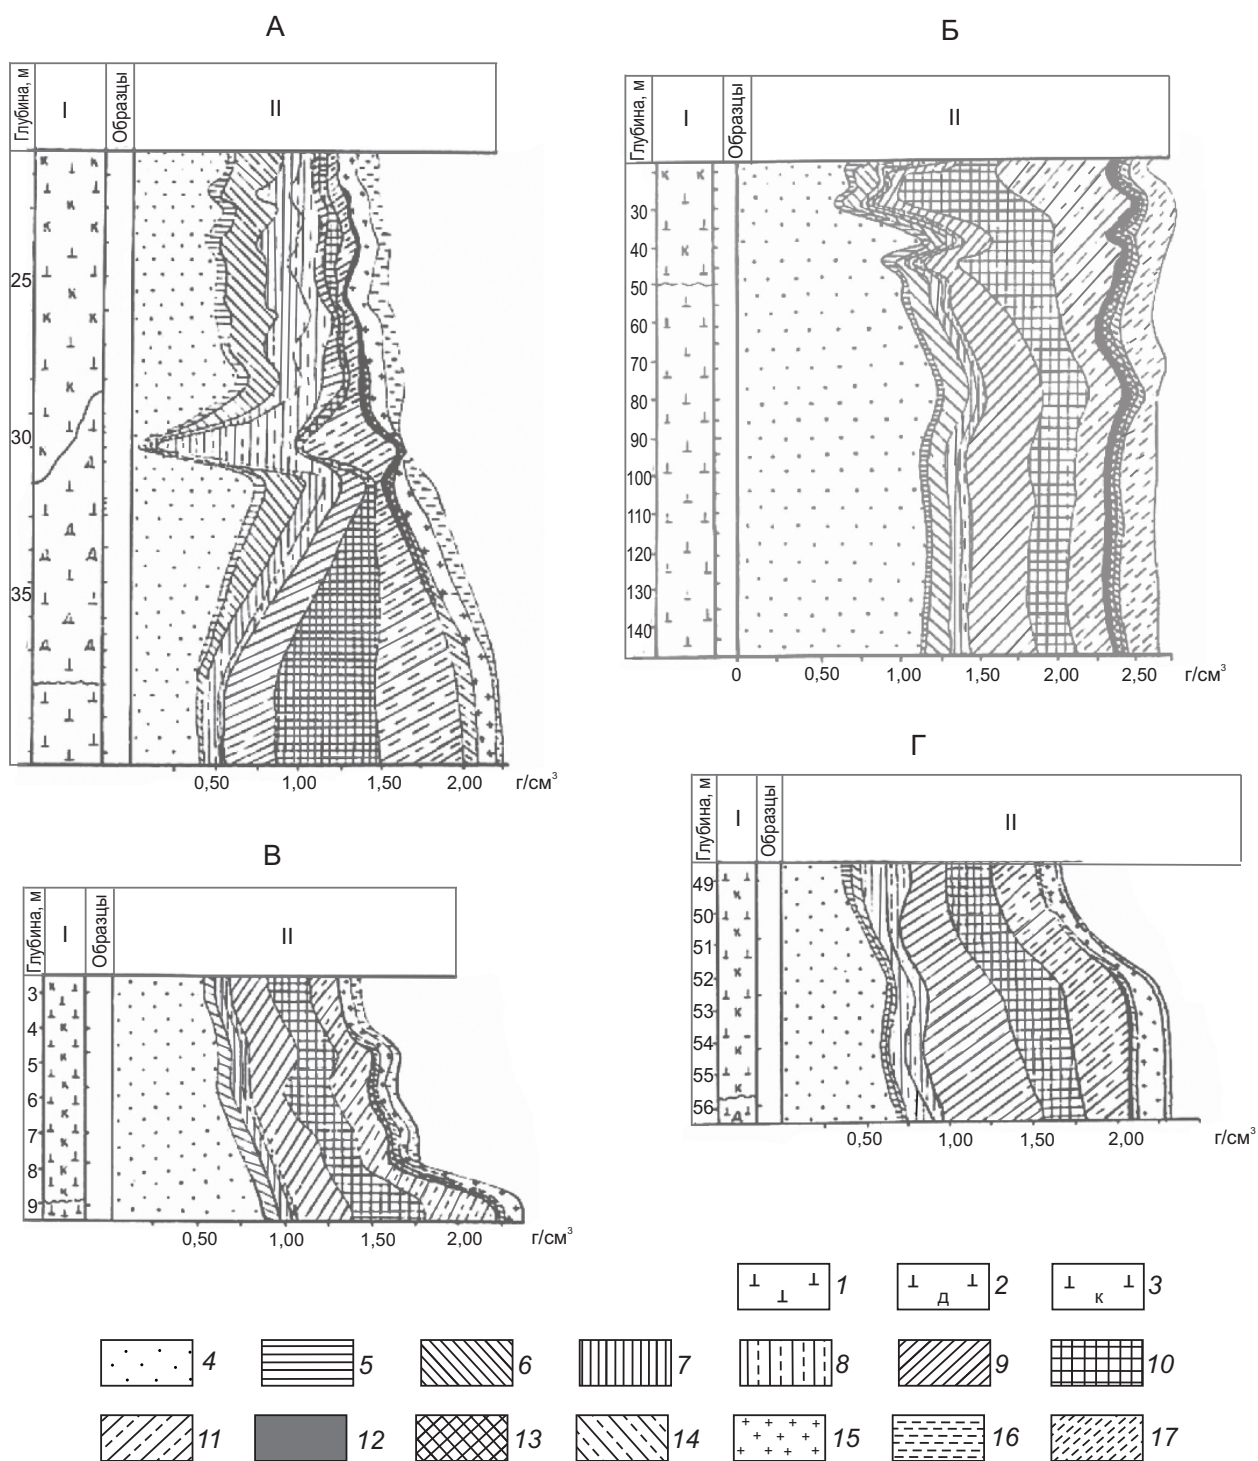 А
Глубина, м
I
Образцы
II
25
30
35
0,50
1,00
1,50
2,00
г/см³
Б
Глубина, м
I
Образцы
II
30
40
50
60
70
80
90
100
110
120
130
140
0
0,50
1,00
1,50
2,00
2,50
г/см³
В
Глубина, м
I
Образцы
II
3
4
5
6
7
8
9
0,50
1,00
1,50
2,00
г/см³
Г
Глубина, м
I
Образцы
II
49
50
51
52
53
54
55
56
0,50
1,00
1,50
2,00
г/см³
1
д 2
к 3
4 5 6 7 8 9 10
11 12 13 14 15 16 17